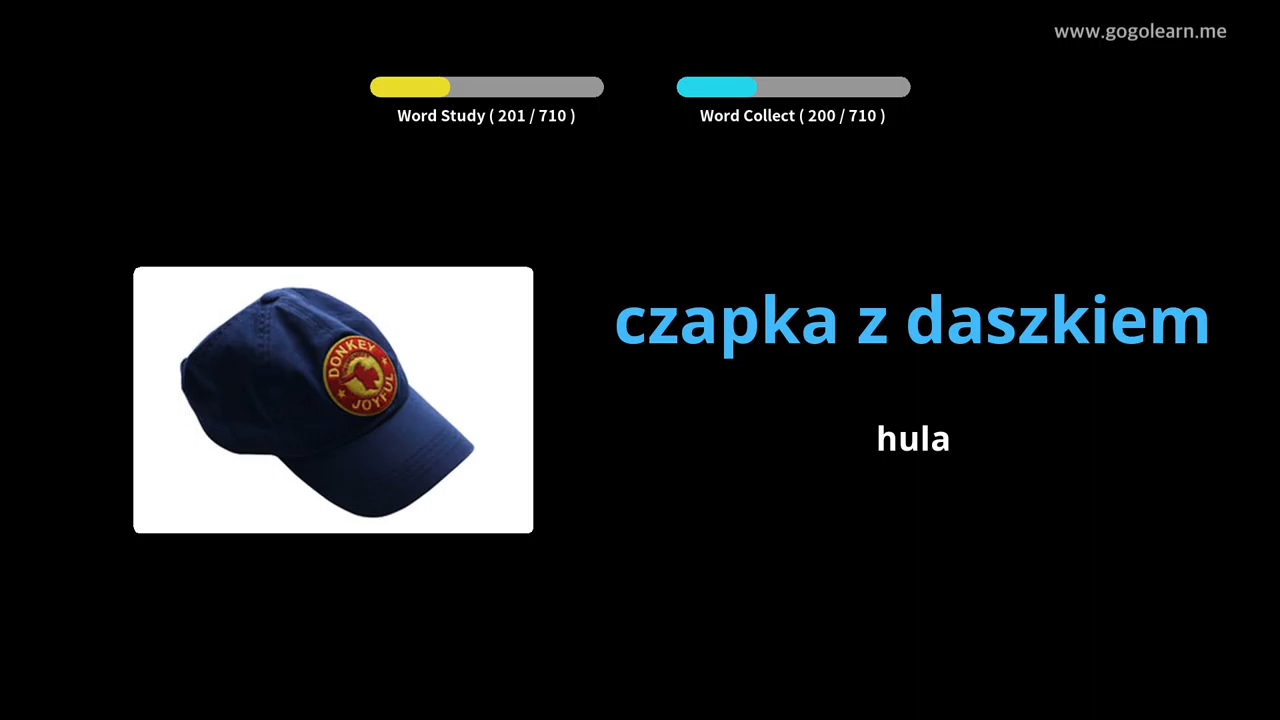 www.gogolearn.me
Word Study ( 201 / 710 )
Word Collect ( 200 / 710 )
czapka z daszkiem
hula
DONKEY
JOYFUL